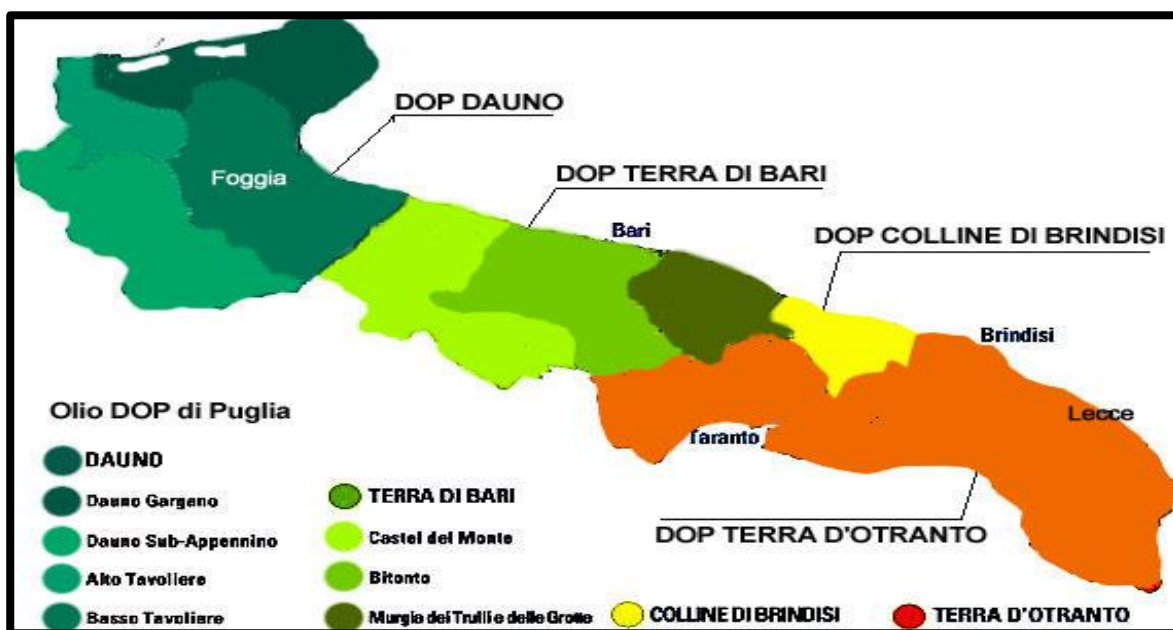 DOP DAUNO
Foggia
DOP TERRA DI BARI
Bari
DOP COLLINE DI BRINDISI
Brindisi
Lecce
Taranto
DOP TERRA D'OTRANTO
Olio DOP di Puglia
DAUNO
Dauno Gargano
Dauno Sub-Appennino
Alto Tavoliere
Basso Tavoliere
TERRA DI BARI
Castel del Monte
Bitonto
Murgia dei Trulli e delle Grotte
COLLINE DI BRINDISI
TERRA D'OTRANTO